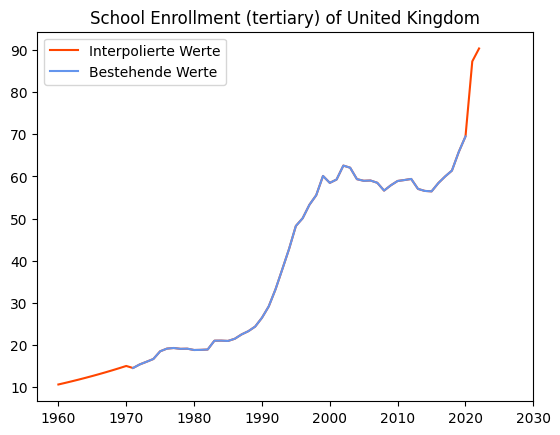 School Enrollment (tertiary) of United Kingdom
Interpolierte Werte
Bestehende Werte
90
80
70
60
50
40
30
20
10
1960 1970 1980 1990 2000 2010 2020 2030